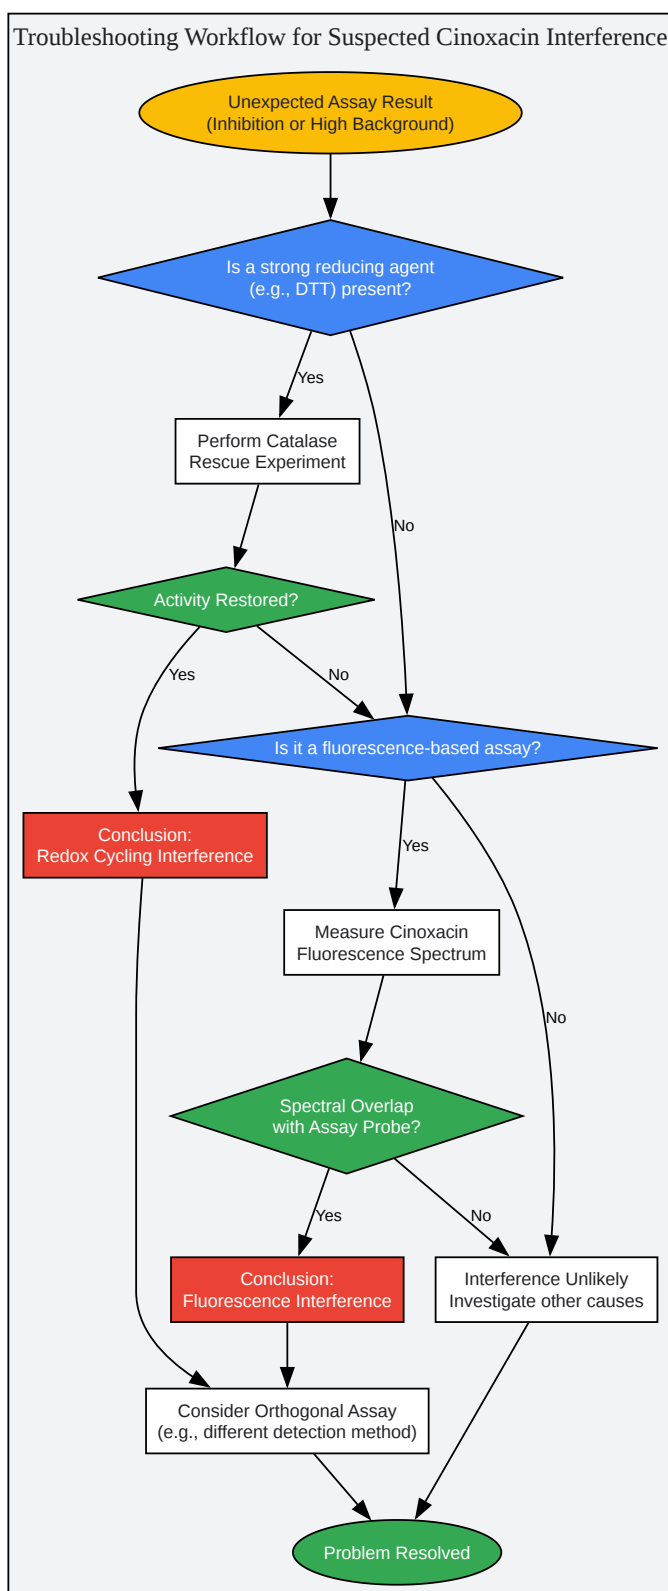 Troubleshooting Workflow for Suspected Cinoxacin Interference
Unexpected Assay Result
(Inhibition or High Background)
Is a strong reducing agent
(e.g., DTT) present?
Yes
Perform Catalase
Rescue Experiment
No
Activity Restored?
Yes
No
Is it a fluorescence-based assay?
Conclusion:
Redox Cycling Interference
Yes
Measure Cinoxacin
Fluorescence Spectrum
No
Spectral Overlap
with Assay Probe?
Yes
No
Conclusion:
Fluorescence Interference
Interference Unlikely
Investigate other causes
Consider Orthogonal Assay
(e.g., different detection method)
Problem Resolved